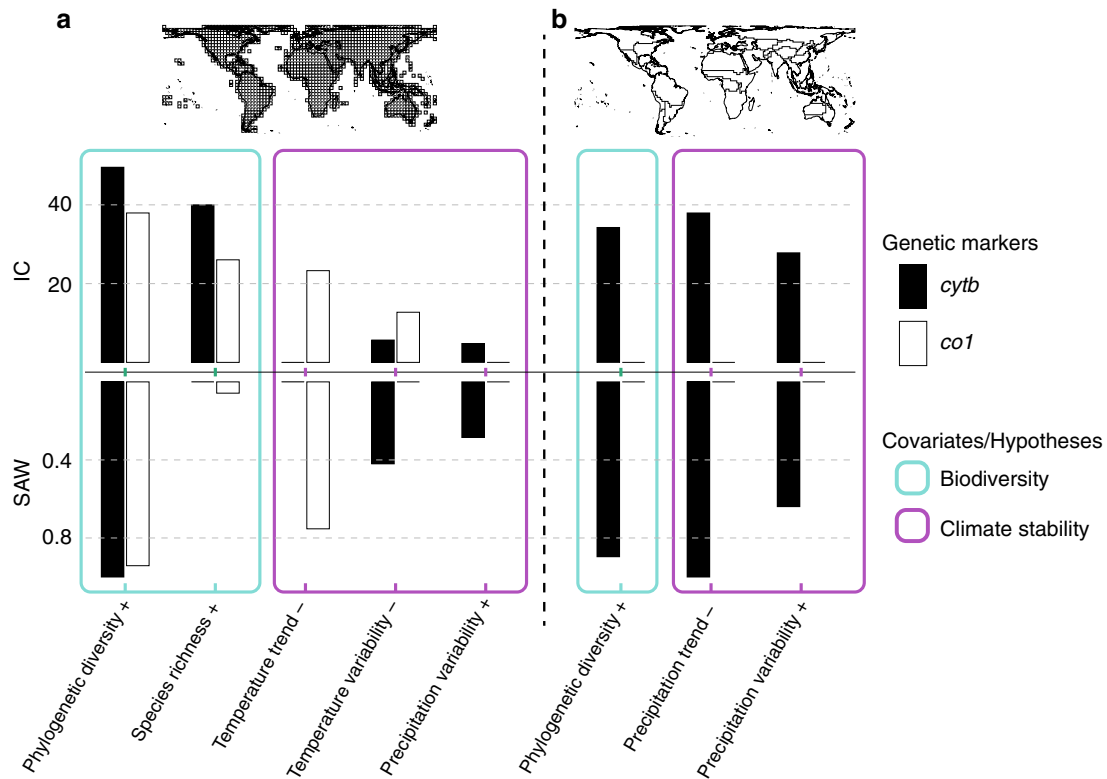 a
b
IC
40
20
SAW
0.4
0.8
Phylogenetic diversity +
Species richness +
Temperature trend –
Temperature variability –
Precipitation variability +
Phylogenetic diversity +
Precipitation trend –
Precipitation variability +
Genetic markers
cytb
co1
Covariates/Hypotheses
Biodiversity
Climate stability